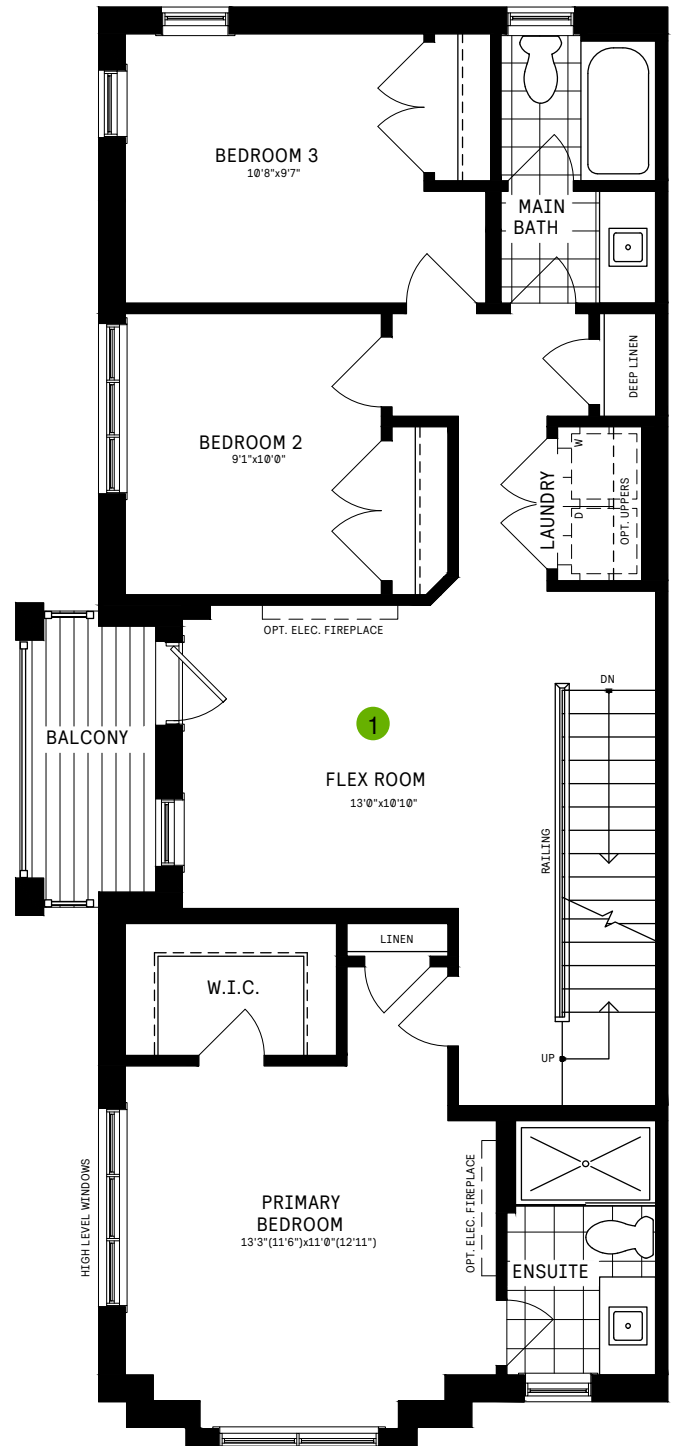 BEDROOM 3
10'8"x9'7"
MAIN
BATH
DEEP LINEN
BEDROOM 2
9'1"x10'0"
W
D
LAUNDRY
OPT. UPPERS
OPT. ELEC. FIREPLACE
BALCONY
1
FLEX ROOM
13'0"x10'10"
DN
RAILING
LINEN
W.I.C.
UP
HIGH LEVEL WINDOWS
PRIMARY
BEDROOM
13'3"(11'6")x11'0"(12'11")
OPT. ELEC. FIREPLACE
ENSUITE